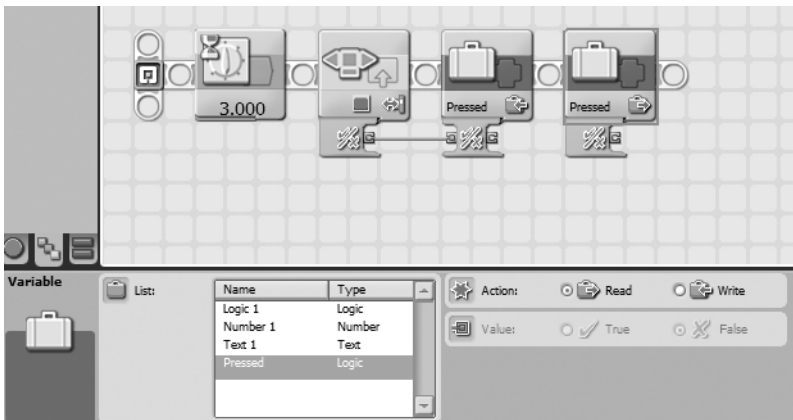 3.000
Pressed
Pressed
Variable
List:
Name Type
Logic 1 Logic
Number 1 Number
Text 1 Text
Pressed Logic
Action: Read Write
Value: True False